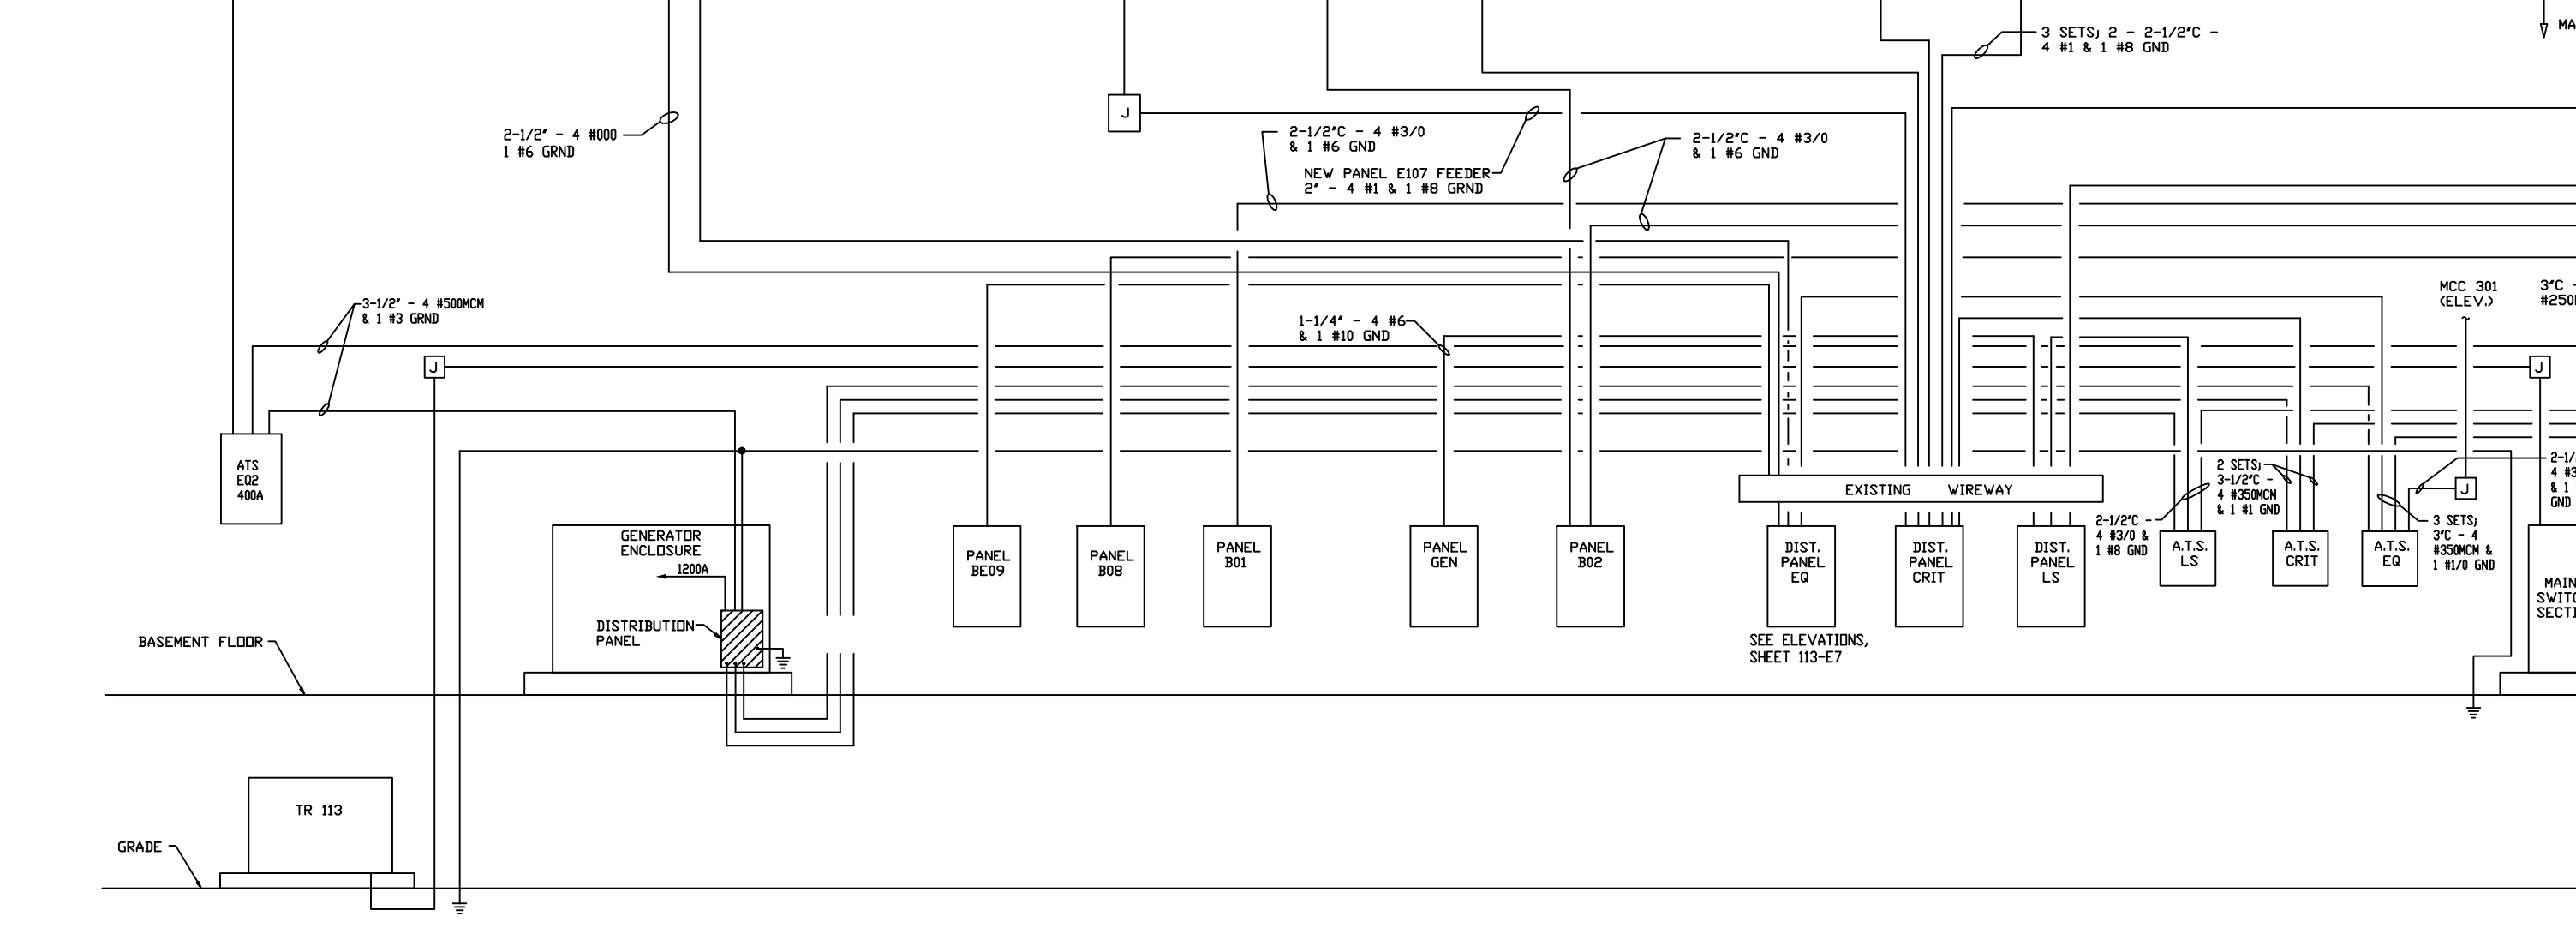 3 SETS; 2 - 2-1/2"C -
4 #1 & 1 #8 GND
J
2-1/2" - 4 #000
1 #6 GRND
2-1/2"C - 4 #3/0
& 1 #6 GND
NEW PANEL E107 FEEDER
2" - 4 #1 & 1 #8 GRND
2-1/2"C - 4 #3/0
& 1 #6 GND
MCC 301
(ELEV.)
3-1/2" - 4 #500MCM
& 1 #3 GRND
1-1/4" - 4 #6
& 1 #10 GND
J
J
ATS
EQ2
400A
EXISTING WIREWAY
2 SETS;
3-1/2"C -
4 #350MCM
& 1 #1 GND
J
2-1/2"C -
4 #3/0 &
1 #8 GND
3 SETS;
3"C - 4
#350MCM &
1 #1/0 GND
& 1
GND
GENERATOR
ENCLOSURE
1200A
DISTRIBUTION
PANEL
PANEL
BE09
PANEL
B08
PANEL
B01
PANEL
GEN
PANEL
B02
DIST.
PANEL
EQ
DIST.
PANEL
CRIT
DIST.
PANEL
LS
A.T.S.
LS
A.T.S.
CRIT
A.T.S.
EQ
MAIN
SEE ELEVATIONS,
SHEET 113-E7
BASEMENT FLOOR
TR 113
GRADE